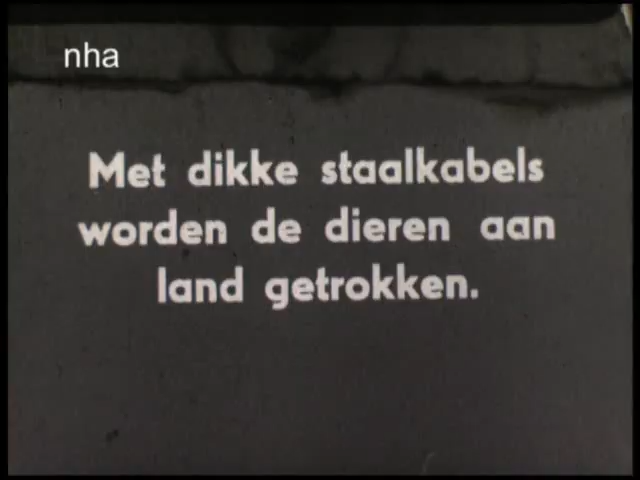 nha
Met dikke staalkabels
worden de dieren aan
land getrokken.